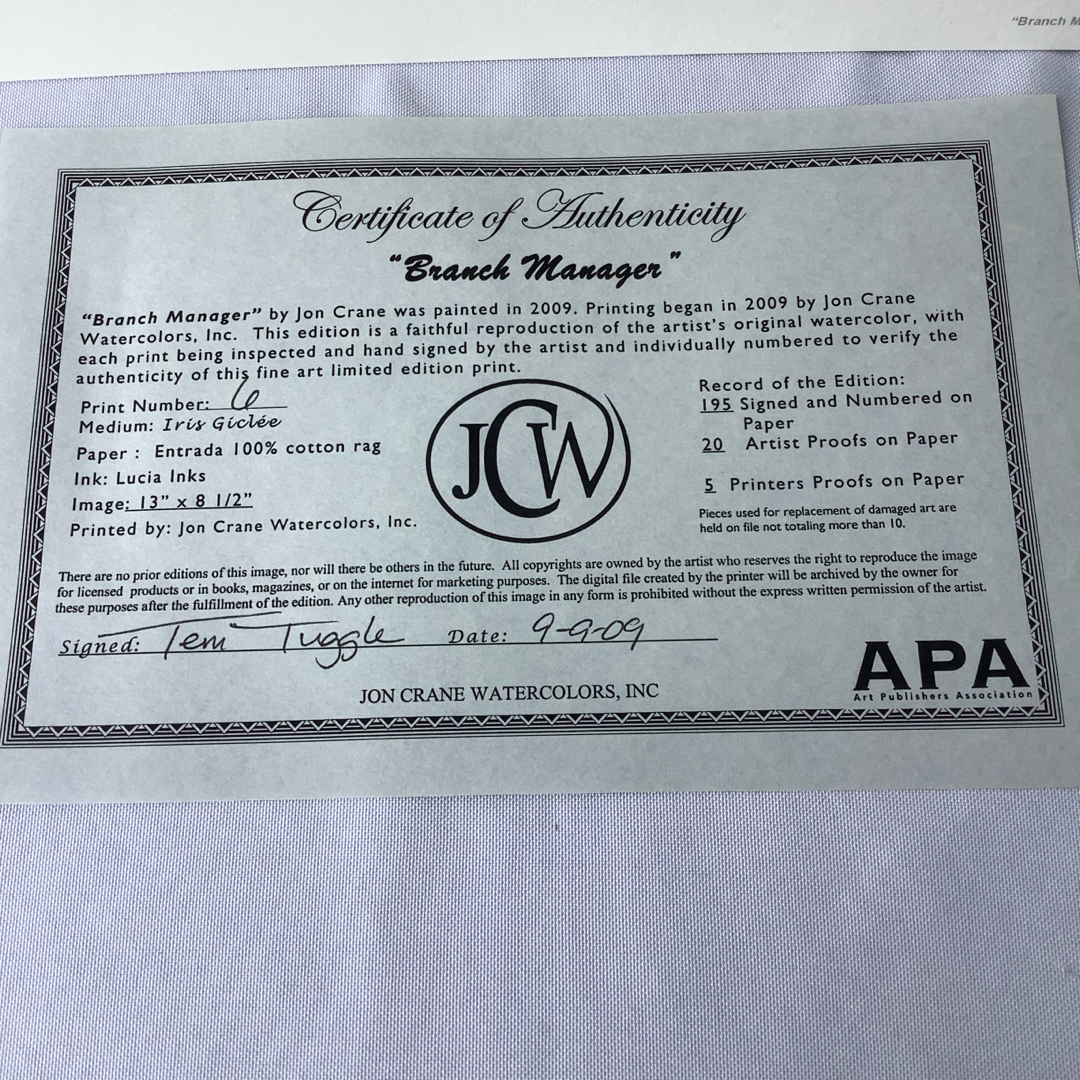 "Branch M
Certificate of Authenticity
"Branch Manager"
"Branch Manager" by Jon Crane was painted in 2009. Printing began in 2009 by Jon Crane
Watercolors, Inc. This edition is a faithful reproduction of the artist's original watercolor, with
each print being inspected and hand signed by the artist and individually numbered to verify the
authenticity of this fine art limited edition print.
Print Number: 6
Medium: Iris Giclée
Paper : Entrada 100% cotton rag
Ink: Lucia Inks
Image: 13" x 8 1/2"
Printed by: Jon Crane Watercolors, Inc.
JCW
Record of the Edition:
195 Signed and Numbered on
Paper
20 Artist Proofs on Paper
5 Printers Proofs on Paper
Pieces used for replacement of damaged art are
held on file not totaling more than 10.
There are no prior editions of this image, nor will there be others in the future. All copyrights are owned by the artist who reserves the right to reproduce the image
for licensed products or in books, magazines, or on the internet for marketing purposes. The digital file created by the printer will be archived by the owner for
these purposes after the fulfillment of the edition. Any other reproduction of this image in any form is prohibited without the express written permission of the artist.
Signed: Teni Tuggle Date: 9-9-09
JON CRANE WATERCOLORS, INC
APA
Art Publishers Association